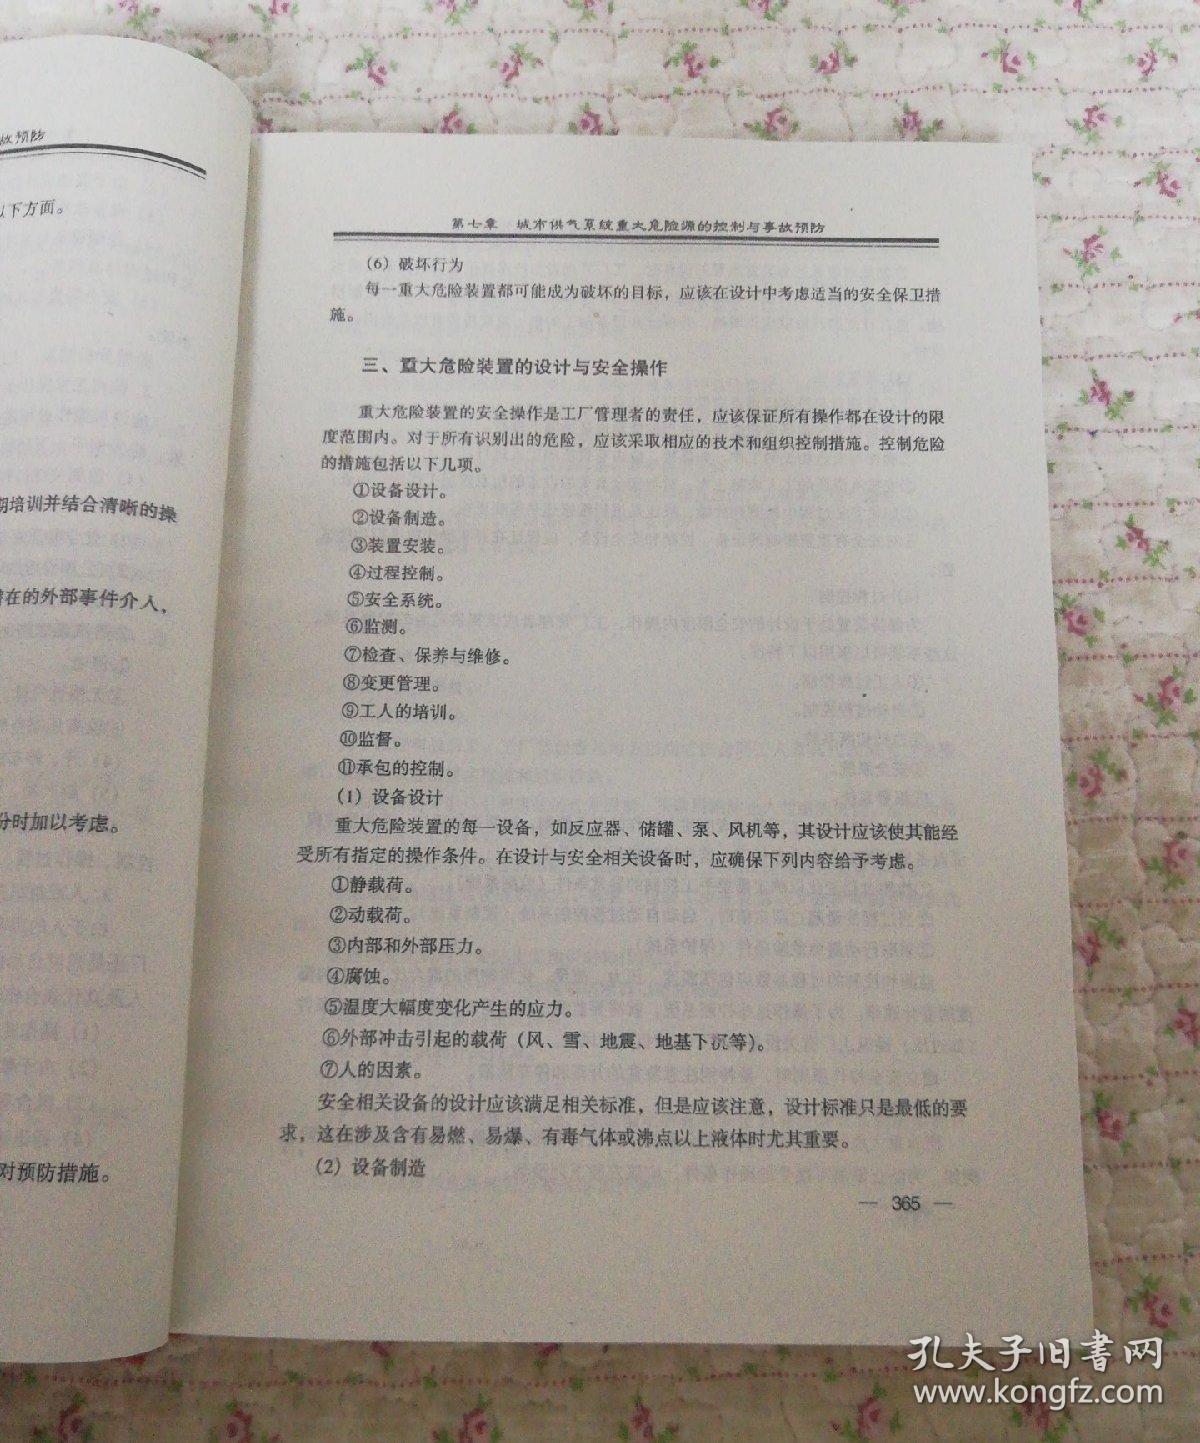 故预防
以下方面。
期培训并结合清晰的操
潜在的外部事件介入，
份时加以考虑。
对预防措施。
第七章　城市供气系统重大危险源的控制与事故预防
（6）破坏行为
每一重大危险装置都可能成为破坏的目标，应该在设计中考虑适当的安全保卫措
施。
三、重大危险装置的设计与安全操作
重大危险装置的安全操作是工厂管理者的责任，应该保证所有操作都在设计的限
度范围内。对于所有识别出的危险，应该采取相应的技术和组织控制措施。控制危险
的措施包括以下几项。
①设备设计。
②设备制造。
③装置安装。
④过程控制。
⑤安全系统。
⑥监测。
⑦检查、保养与维修。
⑧变更管理。
⑨工人的培训。
⑩监督。
⑪承包的控制。
（1）设备设计
重大危险装置的每一设备，如反应器、储罐、泵、风机等，其设计应该使其能经
受所有指定的操作条件。在设计与安全相关设备时，应确保下列内容给予考虑。
①静载荷。
②动载荷。
③内部和外部压力。
④腐蚀。
⑤温度大幅度变化产生的应力。
⑥外部冲击引起的载荷（风、雪、地震、地基下沉等）。
⑦人的因素。
安全相关设备的设计应该满足相关标准，但是应该注意，设计标准只是最低的要
求，这在涉及含有易燃、易爆、有毒气体或沸点以上液体时尤其重要。
（2）设备制造
— 365 —
孔夫子旧书网
www.kongfz.com